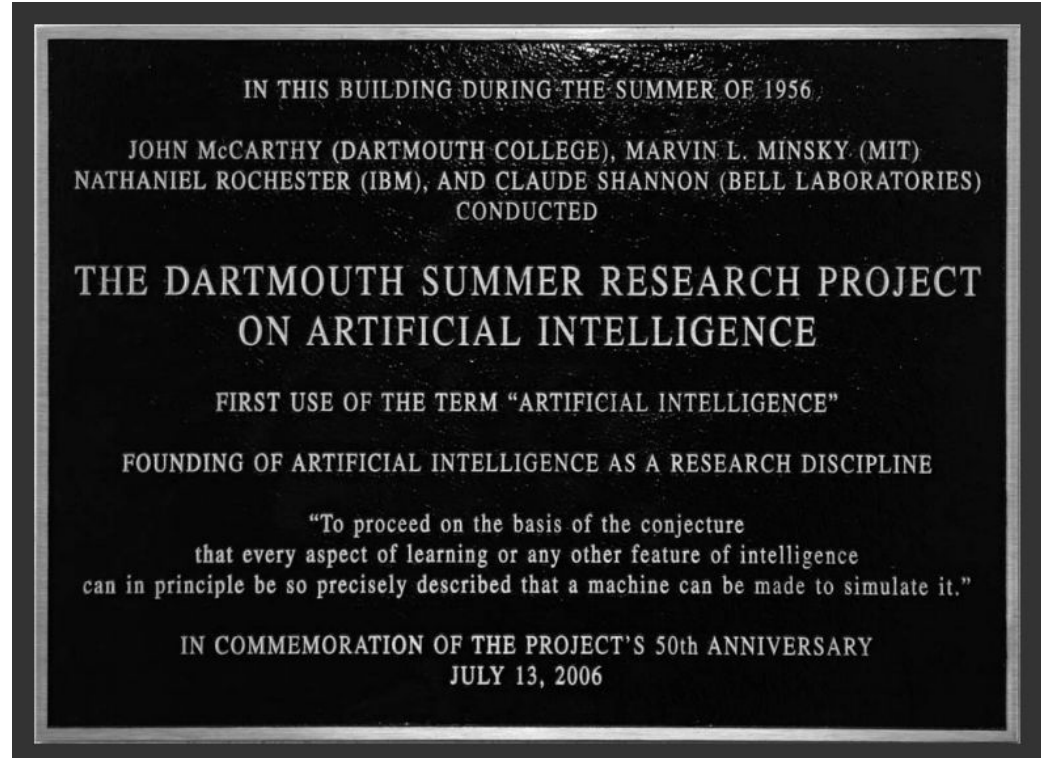 IN THIS BUILDING DURING THE SUMMER OF 1956
JOHN McCARTHY (DARTMOUTH COLLEGE), MARVIN L. MINSKY (MIT)
NATHANIEL ROCHESTER (IBM), AND CLAUDE SHANNON (BELL LABORATORIES)
CONDUCTED
THE DARTMOUTH SUMMER RESEARCH PROJECT
ON ARTIFICIAL INTELLIGENCE
FIRST USE OF THE TERM “ARTIFICIAL INTELLIGENCE”
FOUNDING OF ARTIFICIAL INTELLIGENCE AS A RESEARCH DISCIPLINE
“To proceed on the basis of the conjecture
that every aspect of learning or any other feature of intelligence
can in principle be so precisely described that a machine can be made to simulate it.”
IN COMMEMORATION OF THE PROJECT’S 50th ANNIVERSARY
JULY 13, 2006